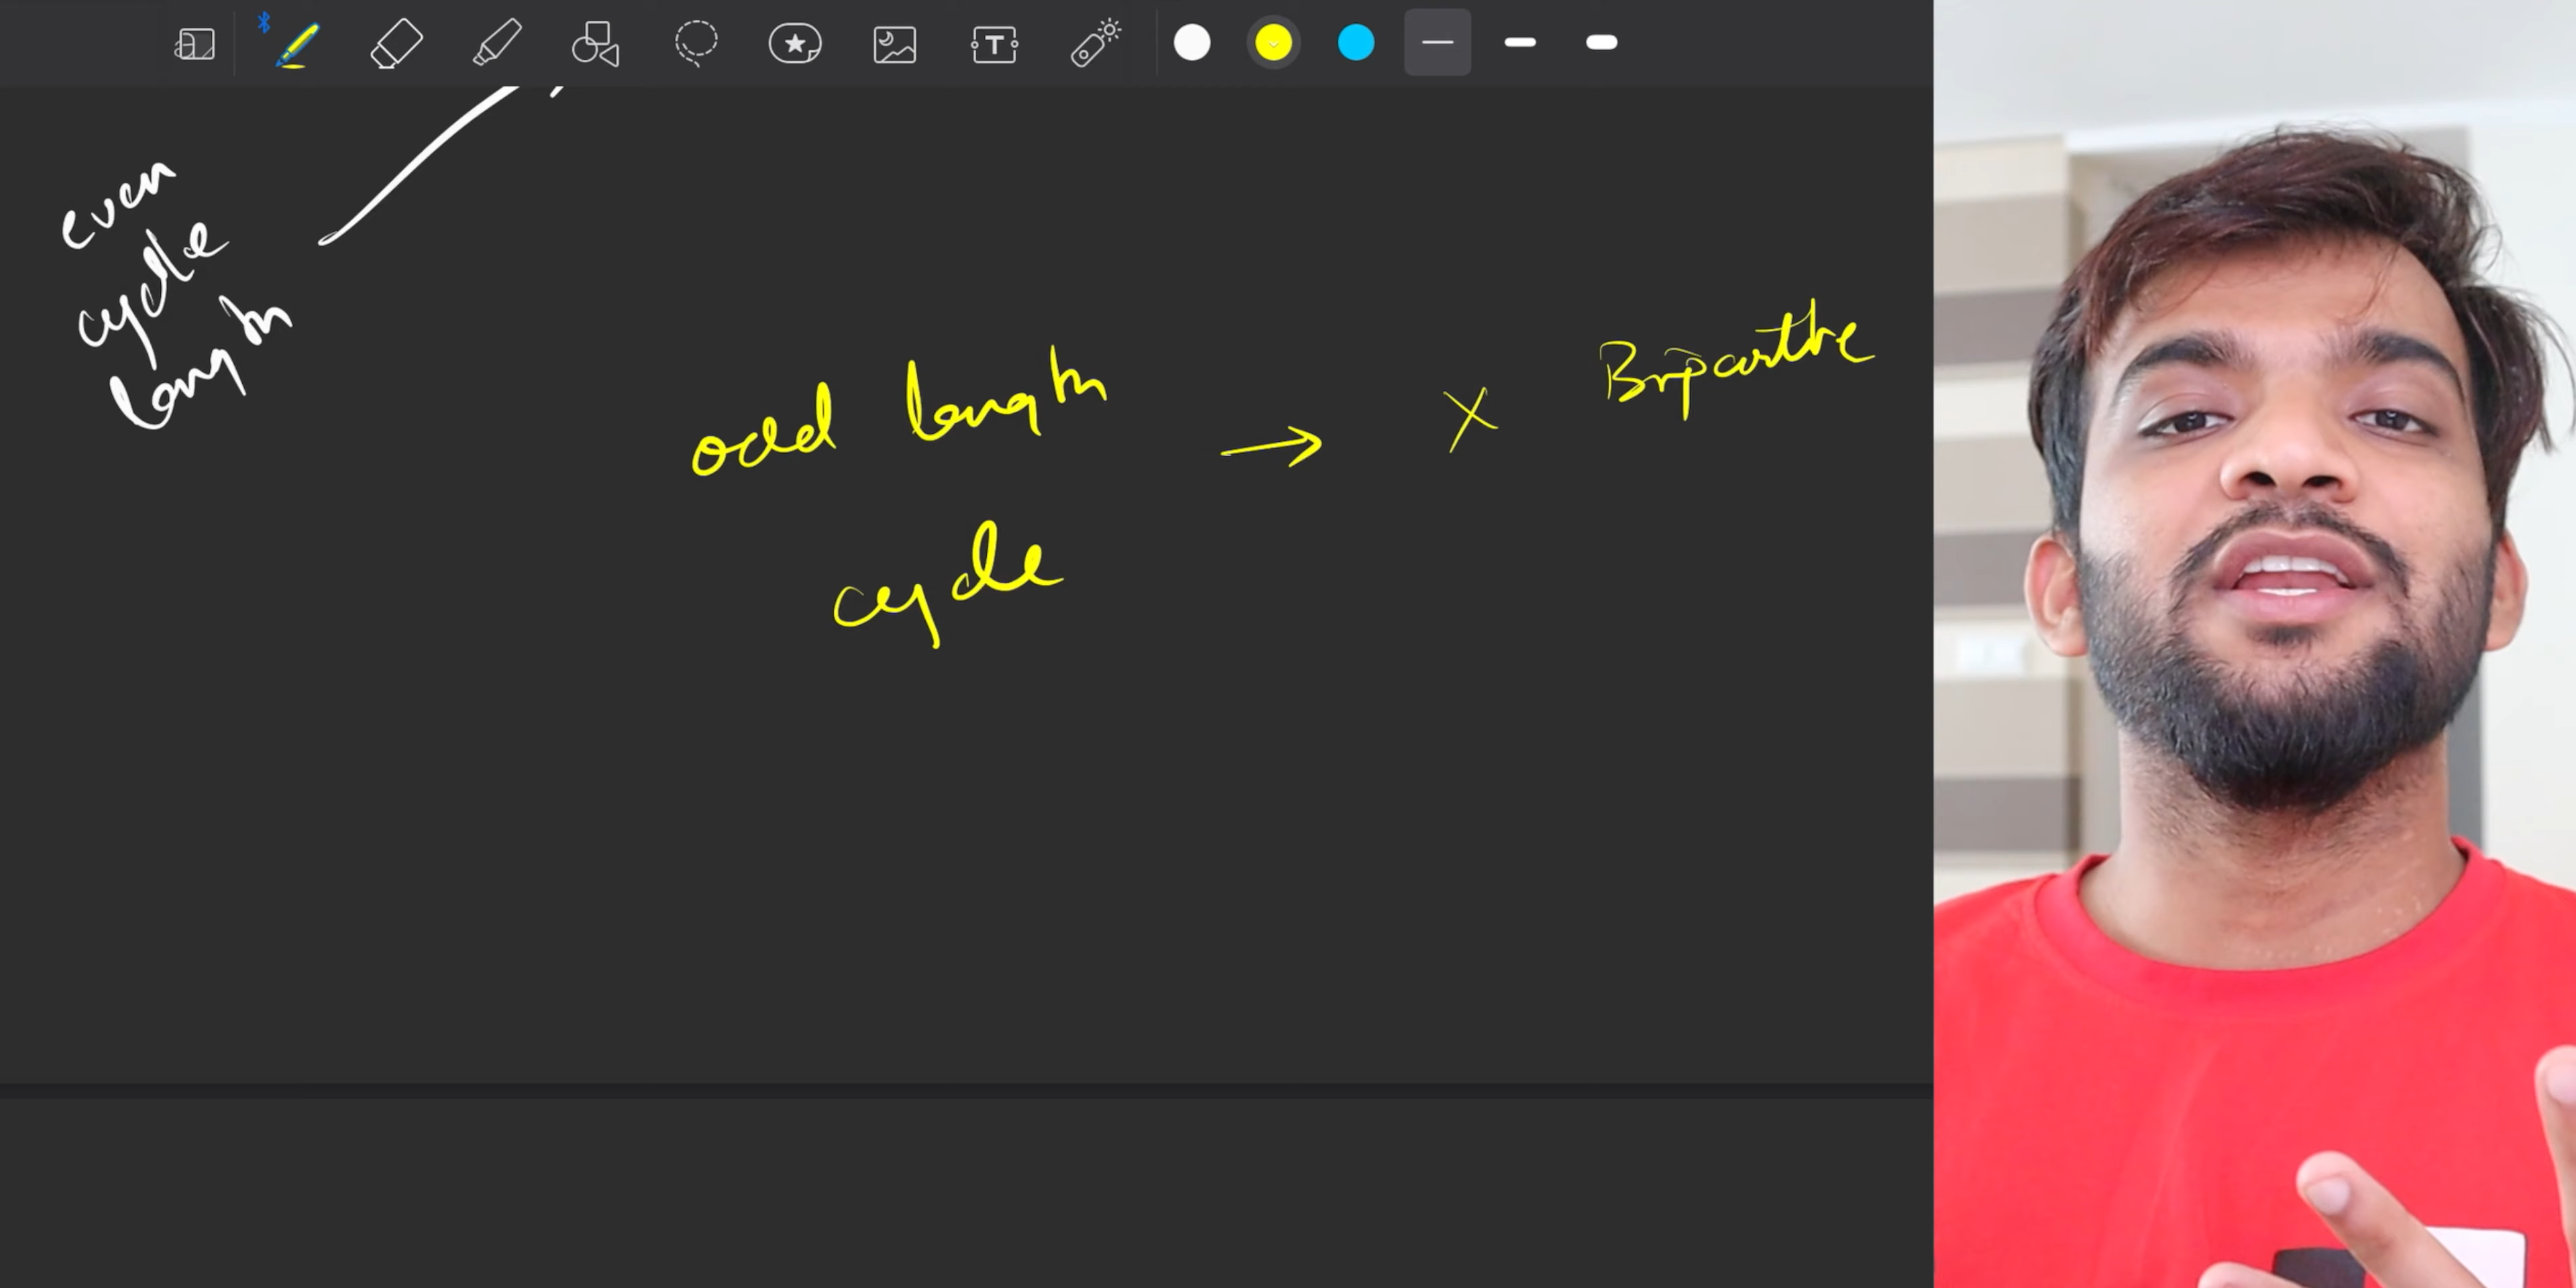 even
cycle
length
odd length → × Bipartite
cycle
T